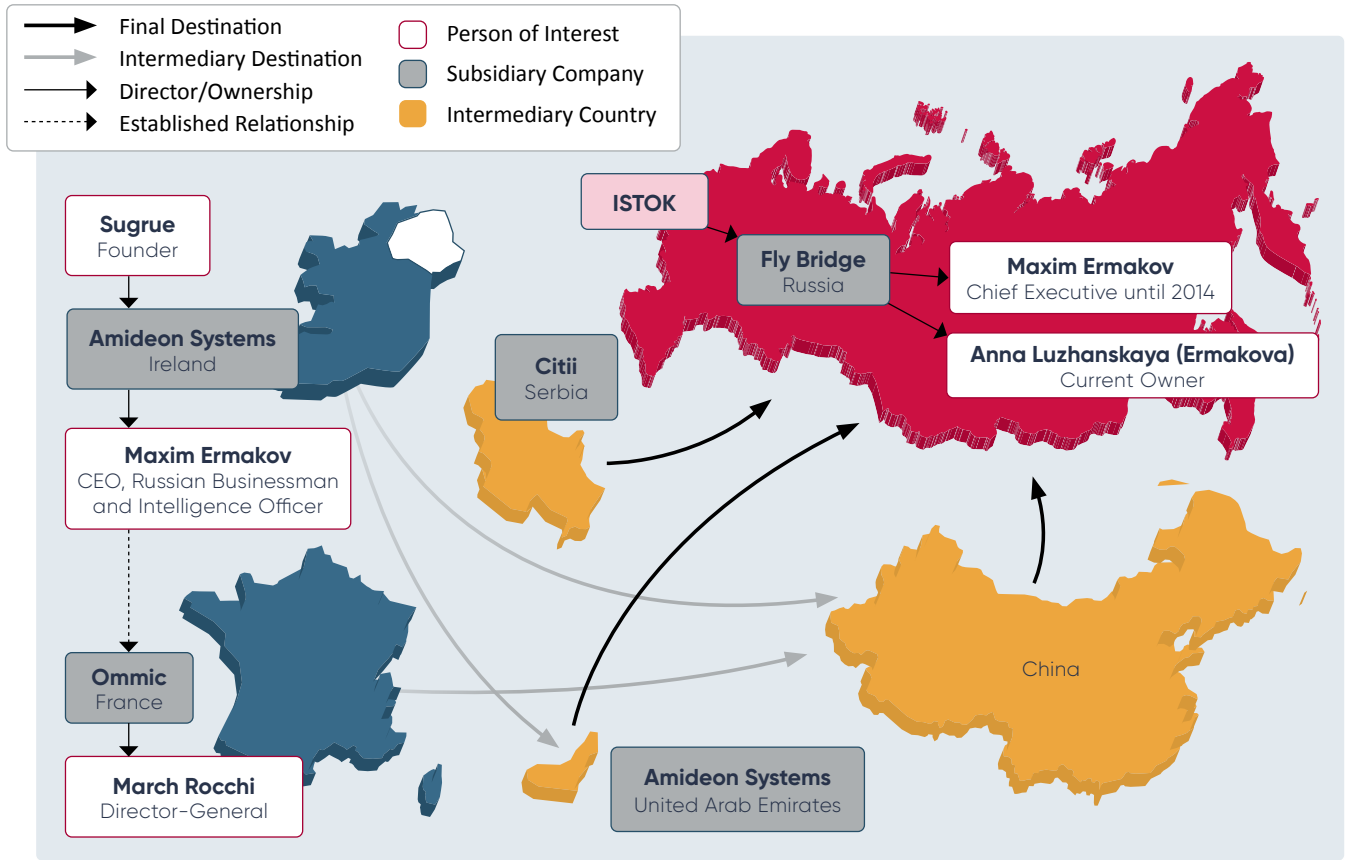 Final Destination
Intermediary Destination
Director/Ownership
Established Relationship
Person of Interest
Subsidiary Company
Intermediary Country
Sugrue
Founder
Amideon Systems
Ireland
Maxim Ermakov
CEO, Russian Businessman
and Intelligence Officer
Ommic
France
March Rocchi
Director-General
Citii
Serbia
ISTOK
Fly Bridge
Russia
Maxim Ermakov
Chief Executive until 2014
Anna Luzhanskaya (Ermakova)
Current Owner
China
Amideon Systems
United Arab Emirates